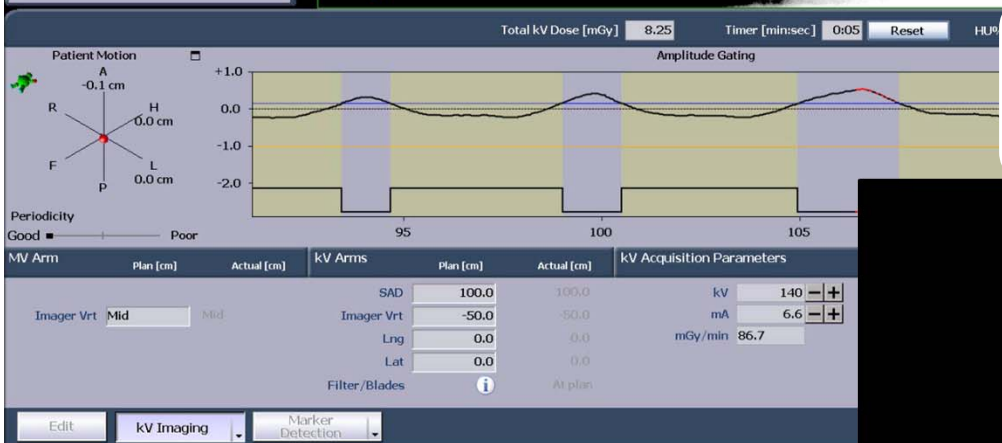 Total kV Dose [mGy] 8.25 Timer [min:sec] 0:05 Reset HU%
Patient Motion
Amplitude Gating
A
-0.1 cm
R
H
0.0 cm
F
L
0.0 cm
P
+1.0
0.0
-1.0
-2.0
Periodicity
Good Poor
95 100 105
MV Arm Plan [cm] Actual [cm]
Imager Vrt Mid Mid
kV Arms Plan [cm] Actual [cm]
SAD 100.0 100.0
Imager Vrt -50.0 -50.0
Lng 0.0 0.0
Lat 0.0 0.0
Filter/Blades i At plan
kV Acquisition Parameters
kV 140 - +
mA 6.6 - +
mGy/min 86.7
Edit
kV Imaging
Marker
Detection